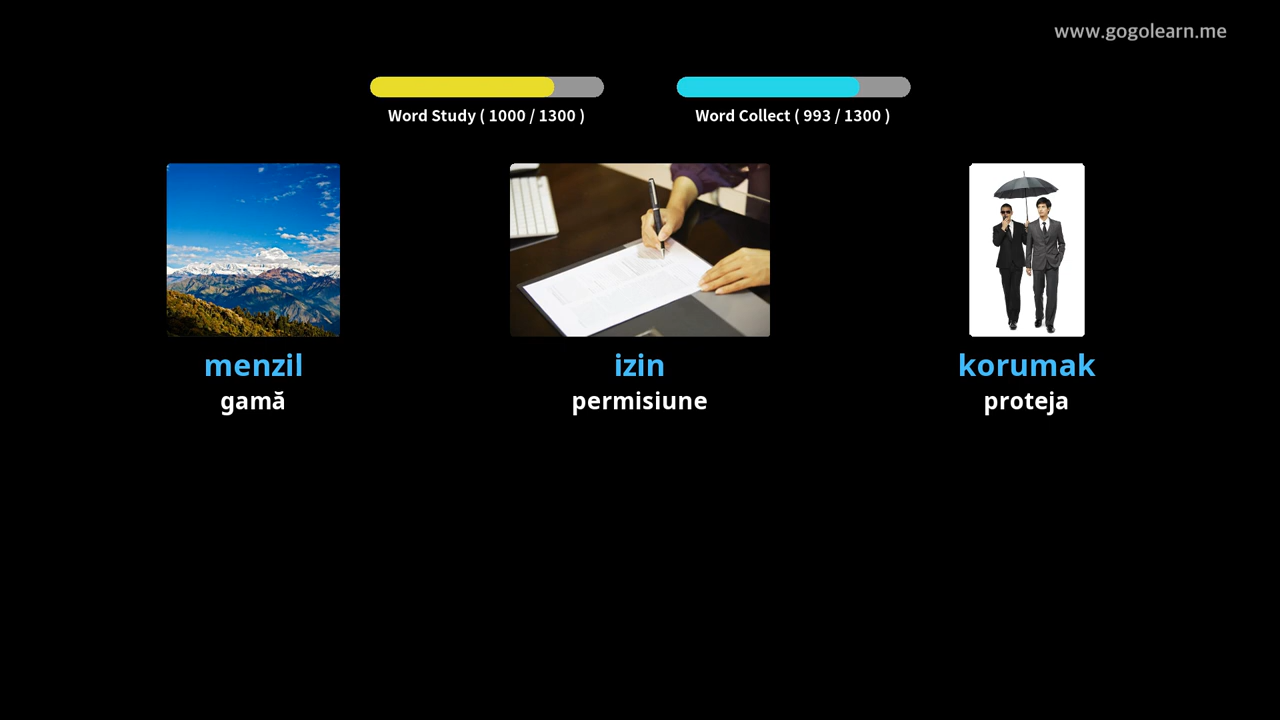 www.gogolearn.me
Word Study ( 1000 / 1300 )
Word Collect ( 993 / 1300 )
menzil
gamă
izin
permisiune
korumak
proteja